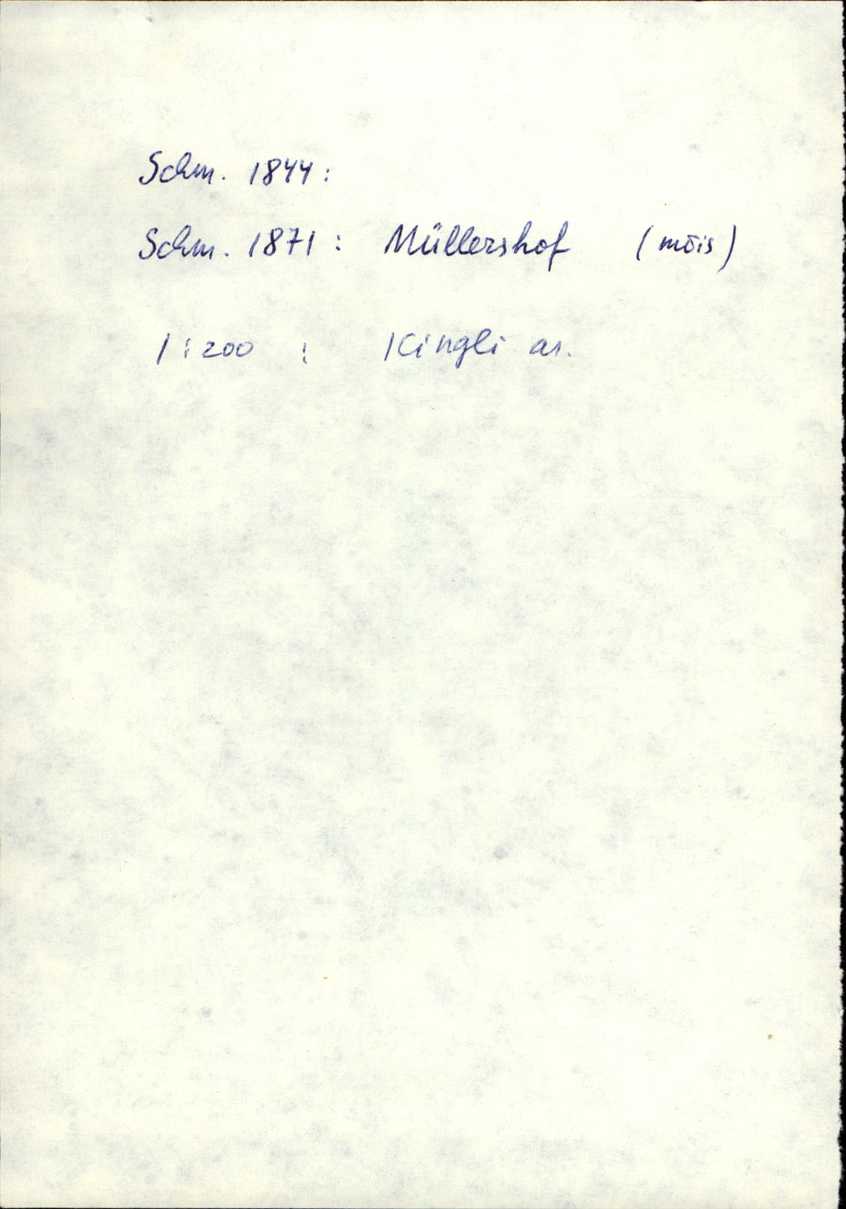 Schm. 1844:
Schm. 1871: Müllershof (mõis)
1:200 : Kingli as.